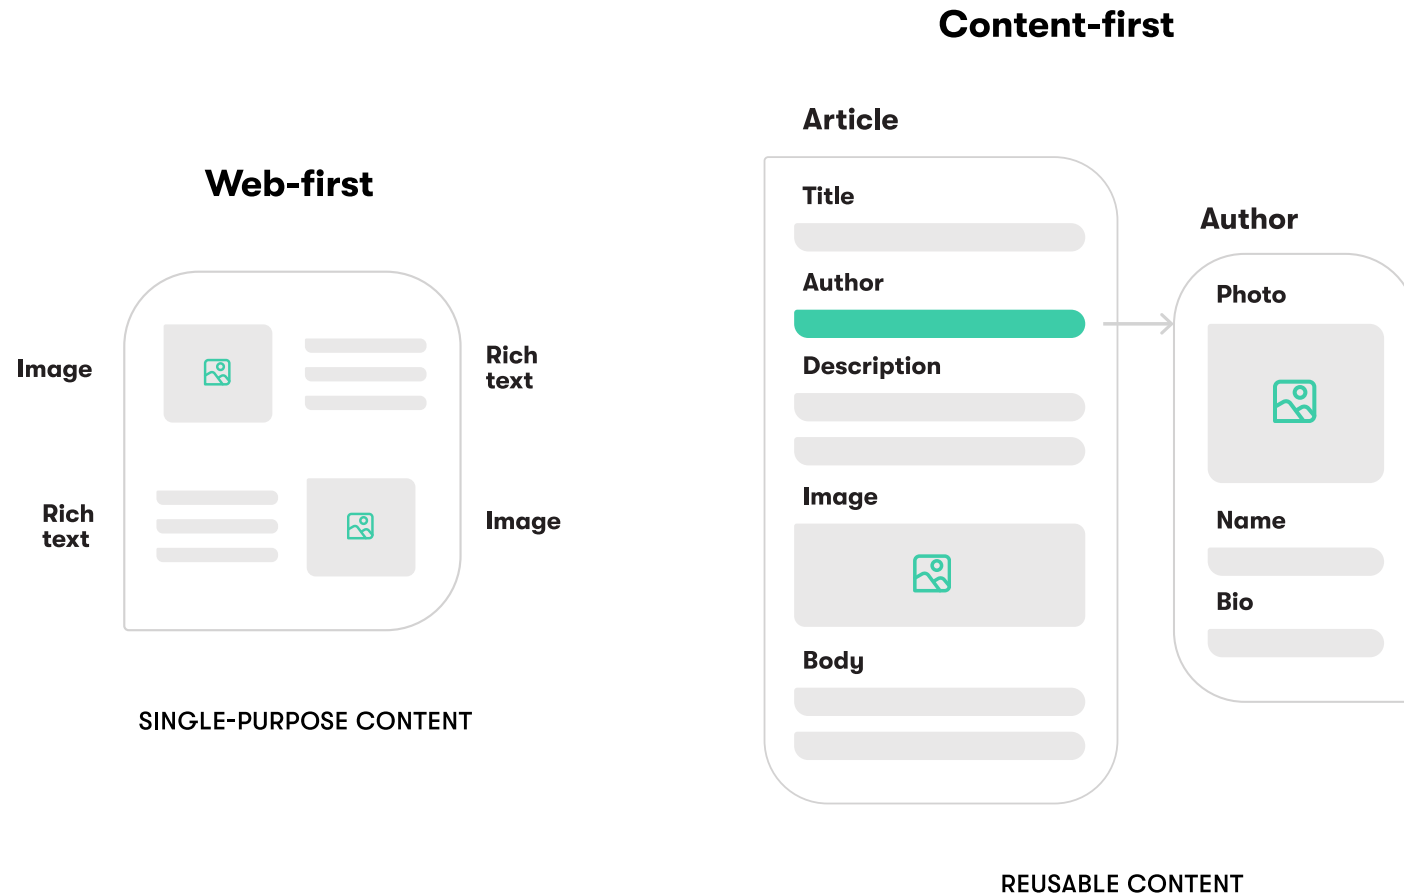 Web-first
Image
Rich
text
Rich
text
Image
SINGLE-PURPOSE CONTENT
Content-first
Article
Title
Author
Description
Image
Body
Author
Photo
Name
Bio
REUSABLE CONTENT